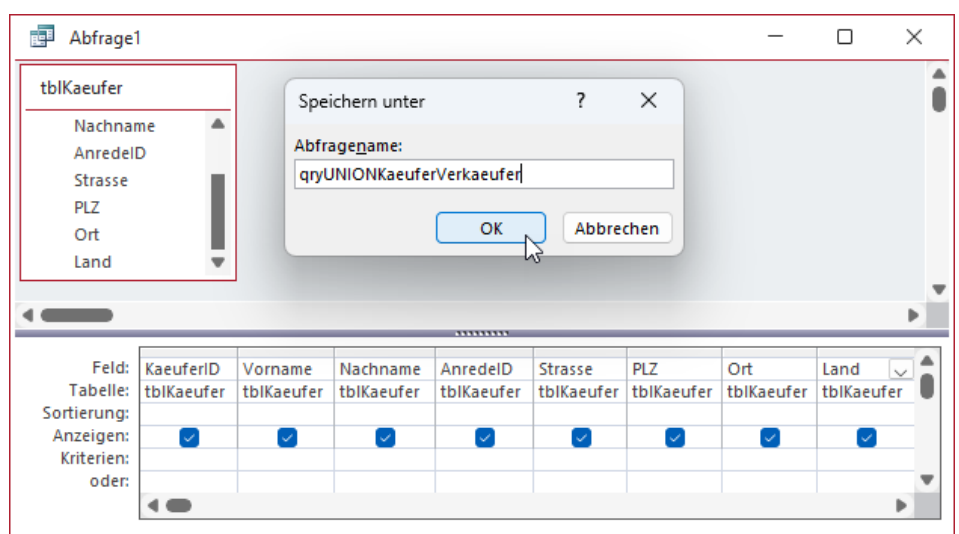 Abfrage1
tblKaeufer
Nachname
AnredeID
Strasse
PLZ
Ort
Land
Speichern unter ?
Abfragename:
qryUNIONKaeuferVerkaeufer
OK Abbrechen
Feld: KaeuferID Vorname Nachname AnredeID Strasse PLZ Ort Land
Tabelle: tblKaeufer tblKaeufer tblKaeufer tblKaeufer tblKaeufer tblKaeufer tblKaeufer tblKaeufer
Sortierung:
Anzeigen:
Kriterien:
oder: